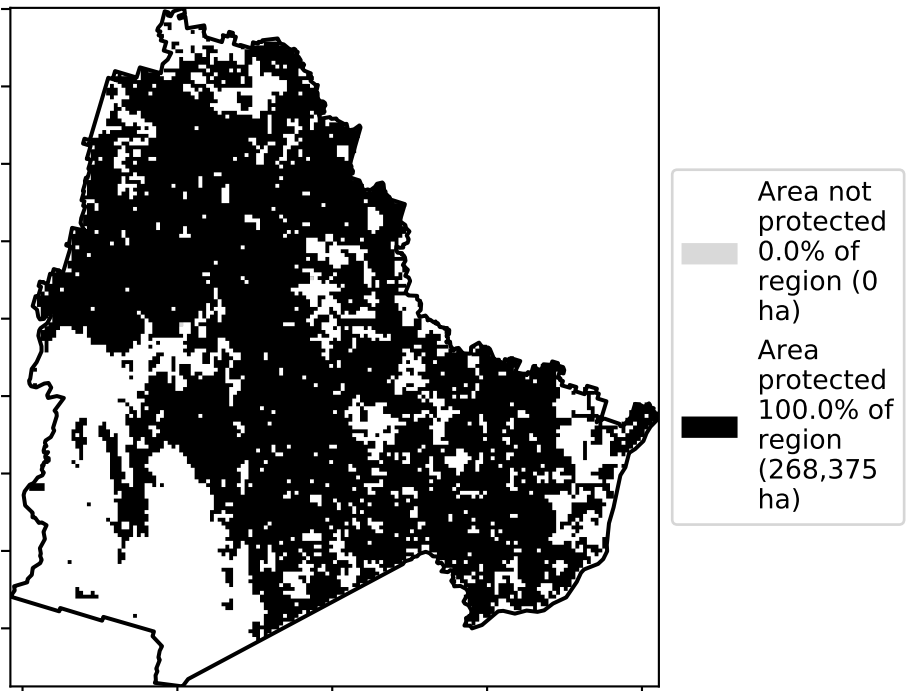 Area not
protected
0.0% of
region (0
ha)
Area
protected
100.0% of
region
(268,375
ha)